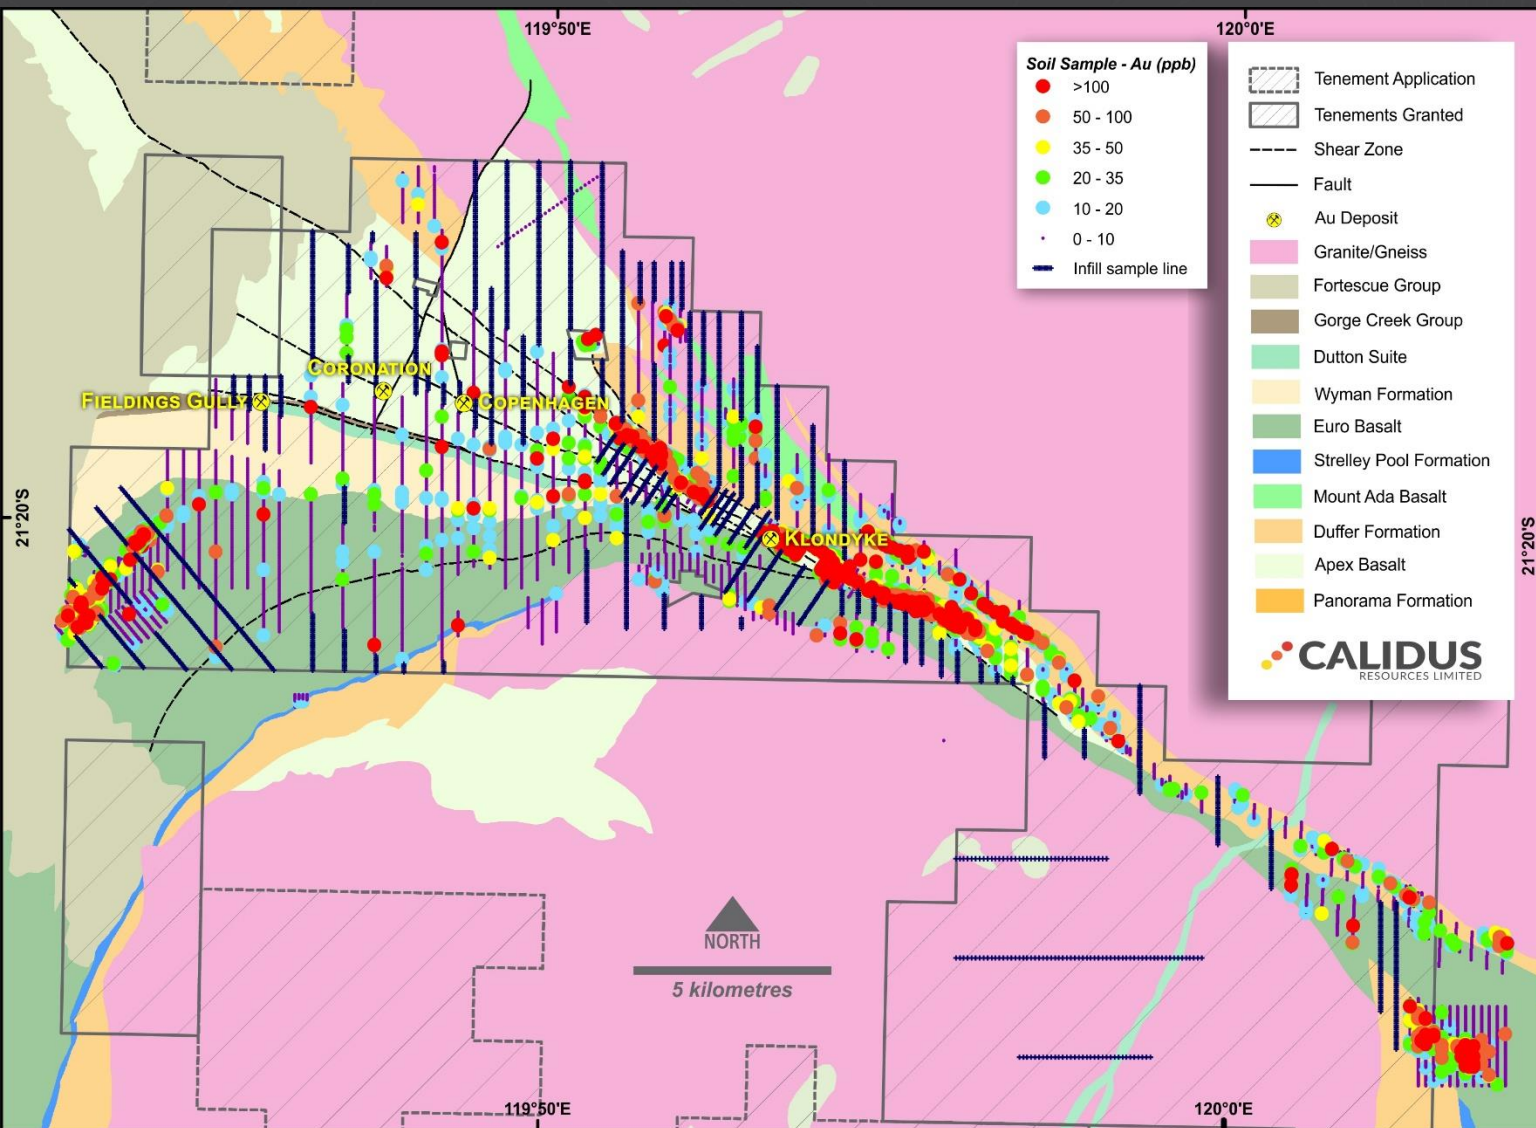 119°50'E
120°0'E
Soil Sample - Au (ppb)
>100
50 - 100
35 - 50
20 - 35
10 - 20
0 - 10
Infill sample line
Tenement Application
Tenements Granted
Shear Zone
Fault
Au Deposit
Granite/Gneiss
Fortescue Group
Gorge Creek Group
Dutton Suite
Wyman Formation
Euro Basalt
Strelley Pool Formation
Mount Ada Basalt
Duffer Formation
Apex Basalt
Panorama Formation
CALIDUS
RESOURCES LIMITED
CORONATION
FIELDINGS GULLY
COPENHAGEN
KLONDYKE
21°20'S
21°20'S
NORTH
5 kilometres
119°50'E
120°0'E